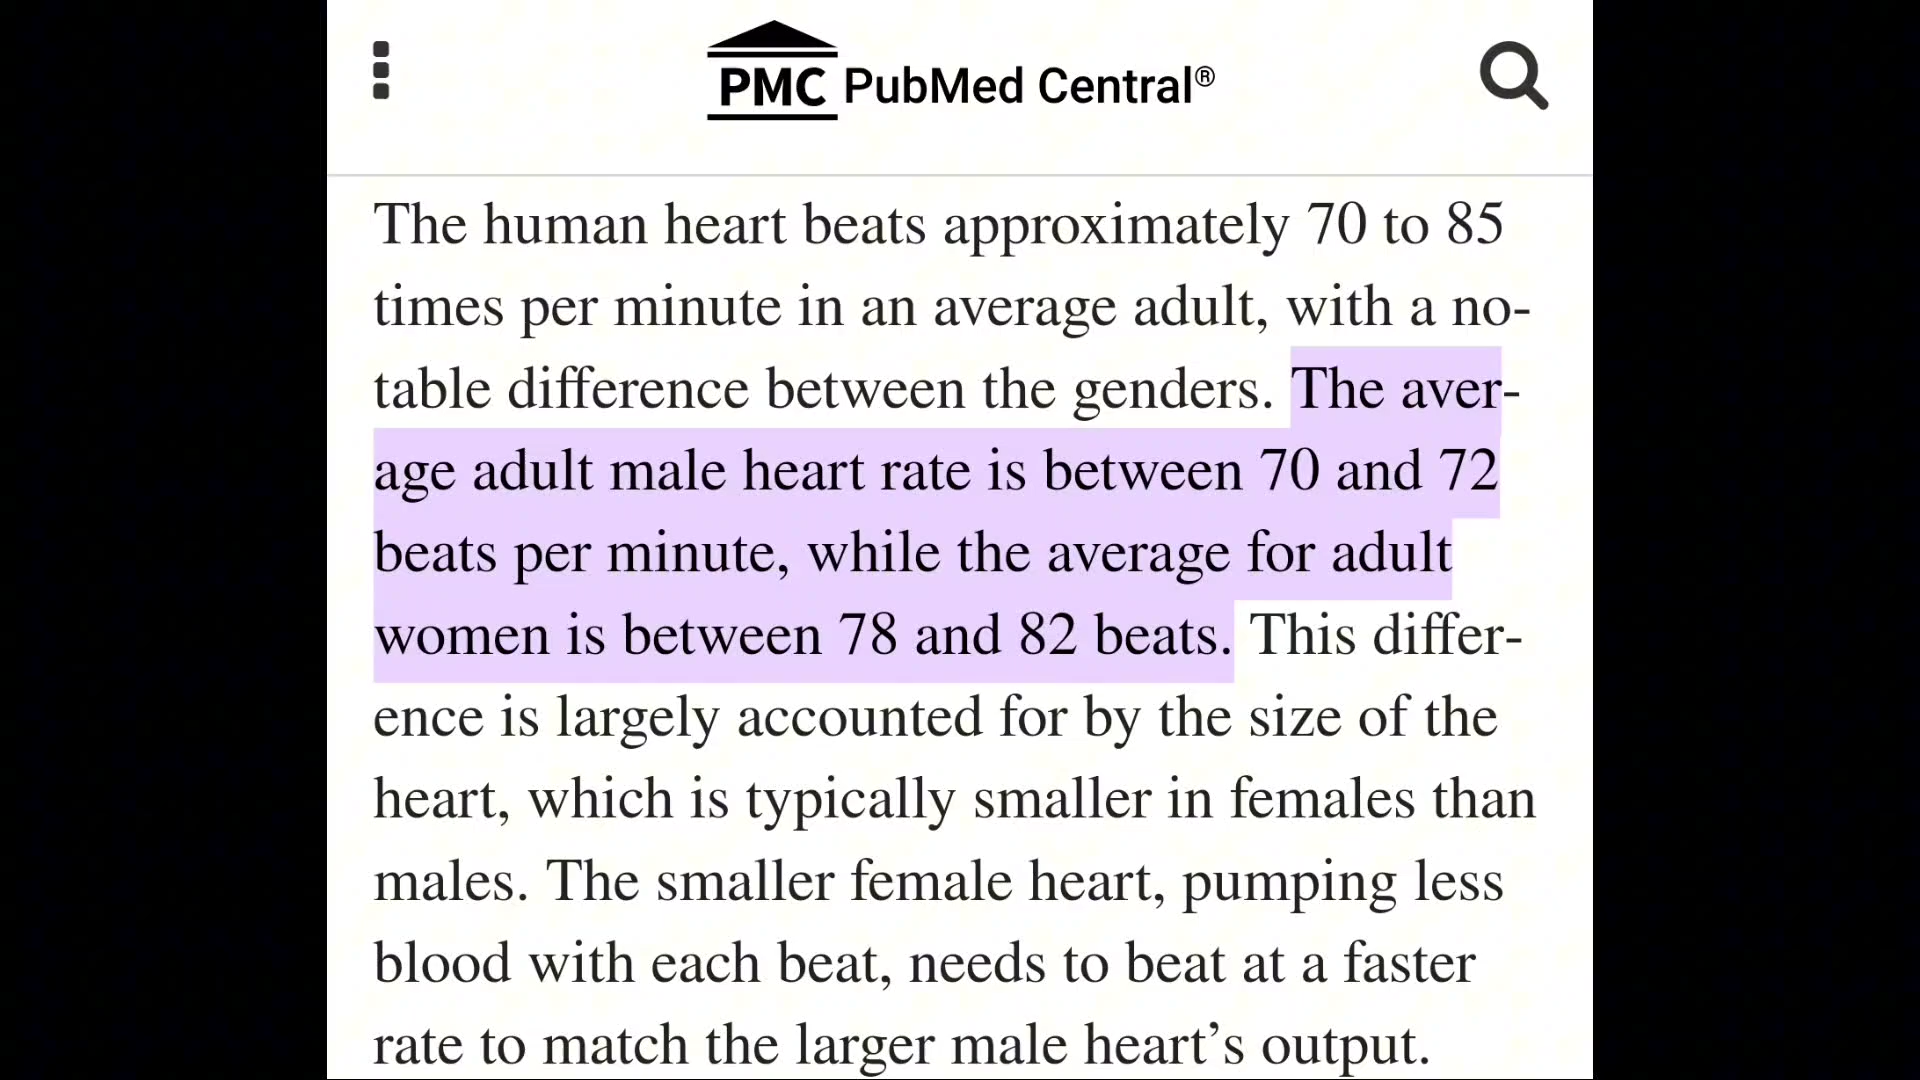 PMC PubMed Central®
The human heart beats approximately 70 to 85
times per minute in an average adult, with a no-
table difference between the genders. The aver-
age adult male heart rate is between 70 and 72
beats per minute, while the average for adult
women is between 78 and 82 beats. This differ-
ence is largely accounted for by the size of the
heart, which is typically smaller in females than
males. The smaller female heart, pumping less
blood with each beat, needs to beat at a faster
rate to match the larger male heart’s output.